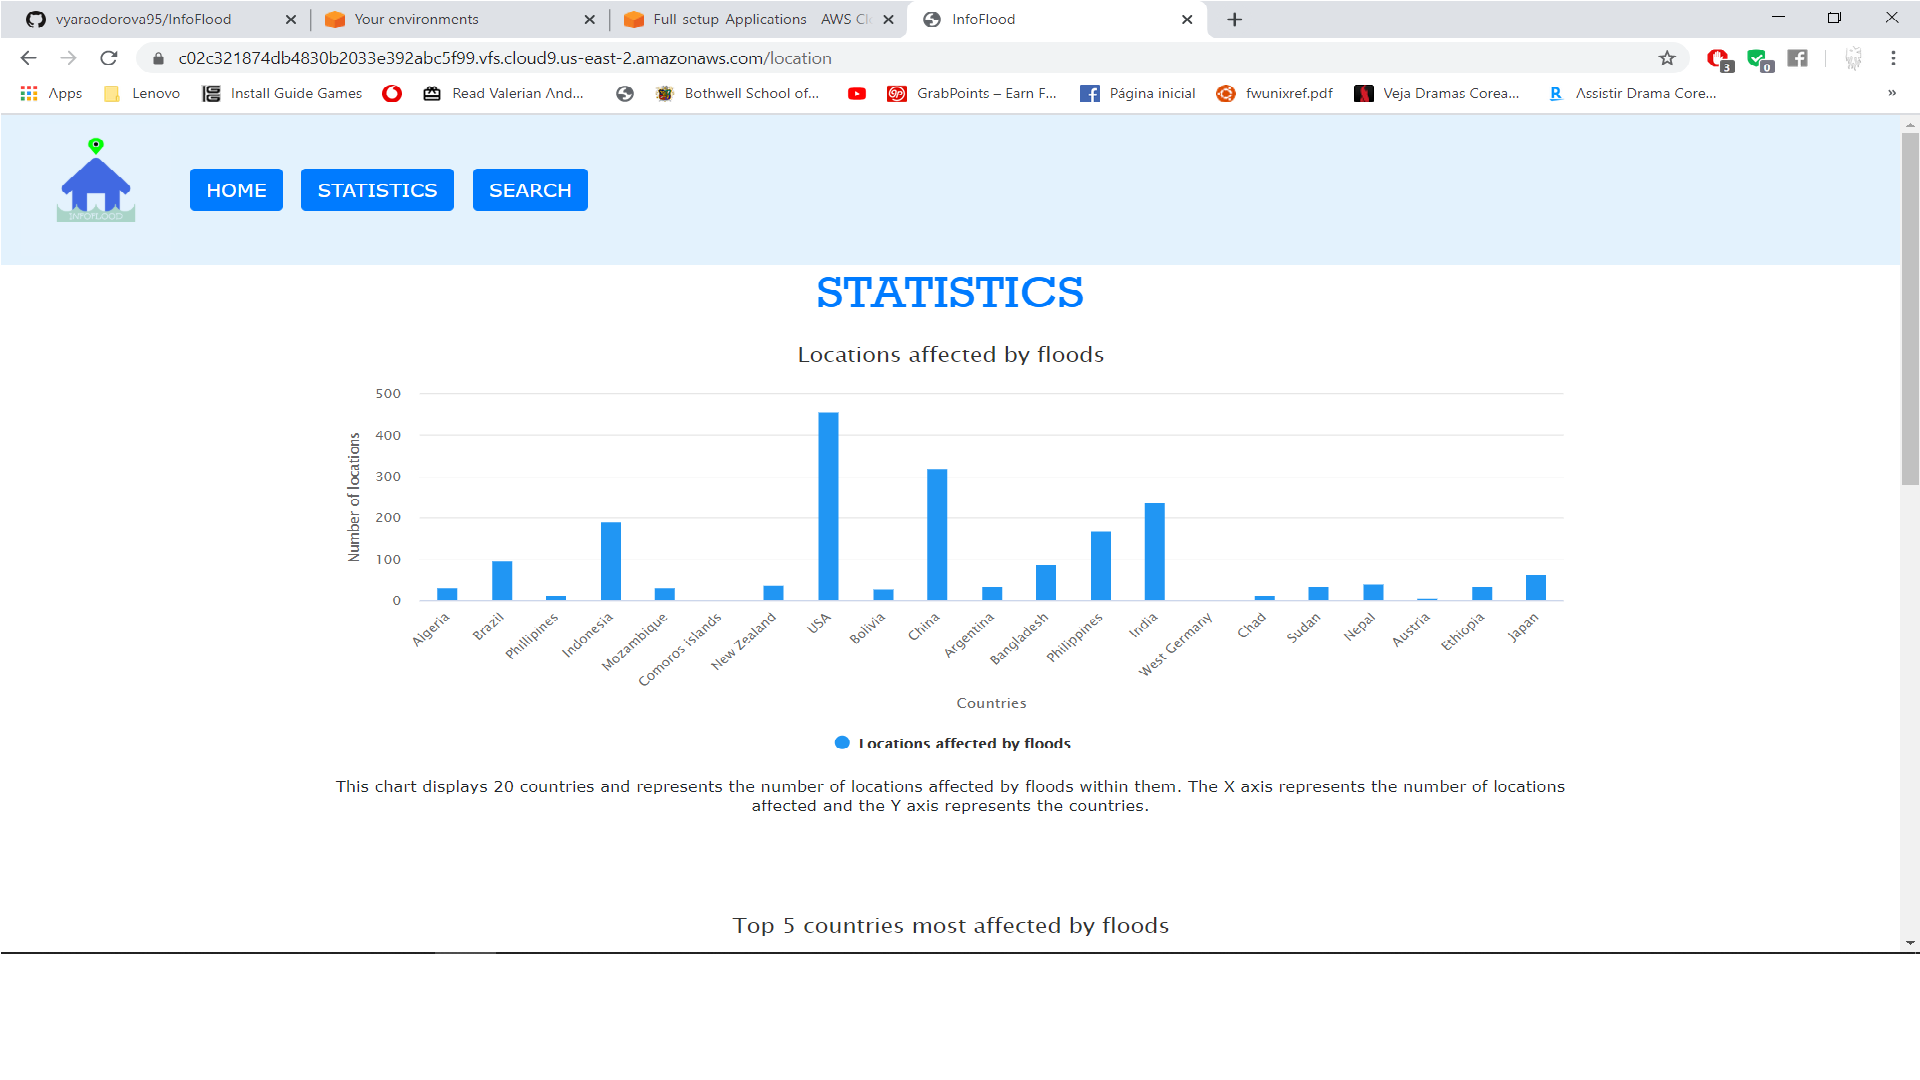 vyaraodorova95/InfoFlood
Your environments
Full setup Applications AWS Cl
InfoFlood
c02c321874db4830b2033e392abc5f99.vfs.cloud9.us-east-2.amazonaws.com/location
3
0
Apps
Lenovo
Install Guide Games
Read Valerian And...
Bothwell School of...
GrabPoints – Earn F...
Página inicial
fwunixref.pdf
Veja Dramas Corea...
Assistir Drama Core...
»
INFOFLOOD
HOME
STATISTICS
SEARCH
STATISTICS
Locations affected by floods
Number of locations
500
400
300
200
100
0
Algeria
Brazil
Phillipines
Indonesia
Mozambique
Comoros islands
New Zealand
USA
Bolivia
China
Argentina
Bangladesh
Philippines
India
West Germany
Chad
Sudan
Nepal
Austria
Ethiopia
Japan
Countries
Locations affected by floods
This chart displays 20 countries and represents the number of locations affected by floods within them. The X axis represents the number of locations
affected and the Y axis represents the countries.
Top 5 countries most affected by floods